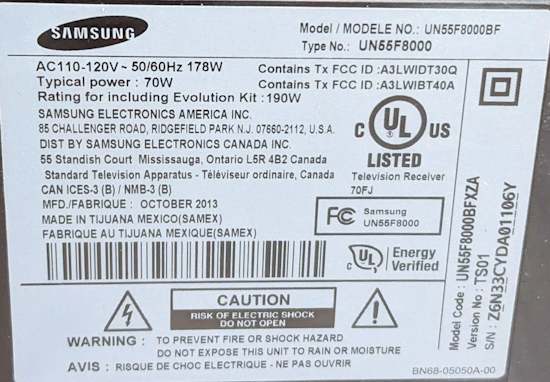 SAMSUNG
Model / MODELE NO.: UN55F8000BF
Type No.: UN55F8000
AC110-120V ~ 50/60Hz 178W
Typical power : 70W
Rating for including Evolution Kit : 190W
Contains Tx FCC ID : A3LWIDT30Q
Contains Tx FCC ID : A3LWIBT40A
SAMSUNG ELECTRONICS AMERICA INC.
85 CHALLENGER ROAD, RIDGEFIELD PARK N.J. 07660-2112, U.S.A.
DIST BY SAMSUNG ELECTRONICS CANADA INC.
55 Standish Court Mississauga, Ontario L5R 4B2 Canada
Standard Television Apparatus - Téléviseur ordinaire, Canada
CAN ICES-3 (B) / NMB-3 (B)
MFD./FABRIQUE : OCTOBER 2013
MADE IN TIJUANA MEXICO(SAMEX)
FABRIQUE AU TIJUANA MEXIQUE(SAMEX)
C UL US
LISTED
Television Receiver
70FJ
FC Samsung
UN55F8000
c UL Energy
Verified
CAUTION
RISK OF ELECTRIC SHOCK
DO NOT OPEN
WARNING : TO PREVENT FIRE OR SHOCK HAZARD
DO NOT EXPOSE THIS UNIT TO RAIN OR MOISTURE
AVIS : RISQUE DE CHOC ELECTRIQUE - NE PAS OUVRIR
BN68-05050A-00
Model Code : UN55F8000BFXZA
Version No : TS01
S/N : Z6N33CYDA01106Y